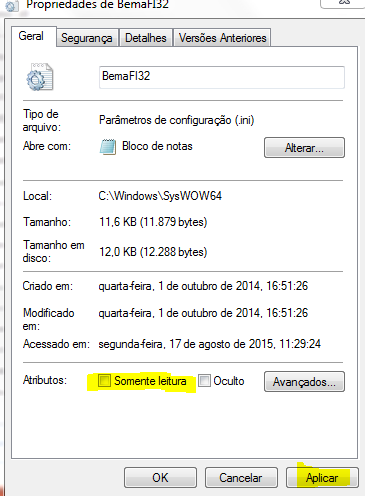 Propriedades de BemaFI32
Geral Segurança Detalhes Versões Anteriores
BemaFI32
Tipo de arquivo: Parâmetros de configuração (.ini)
Abre com: Bloco de notas Alterar...
Local: C:\Windows\SysWOW64
Tamanho: 11,6 KB (11.879 bytes)
Tamanho em disco: 12,0 KB (12.288 bytes)
Criado em: quarta-feira, 1 de outubro de 2014, 16:51:26
Modificado em: quarta-feira, 1 de outubro de 2014, 16:51:26
Acessado em: segunda-feira, 17 de agosto de 2015, 11:29:24
Atributos: Somente leitura Oculto Avançados...
OK Cancelar Aplicar